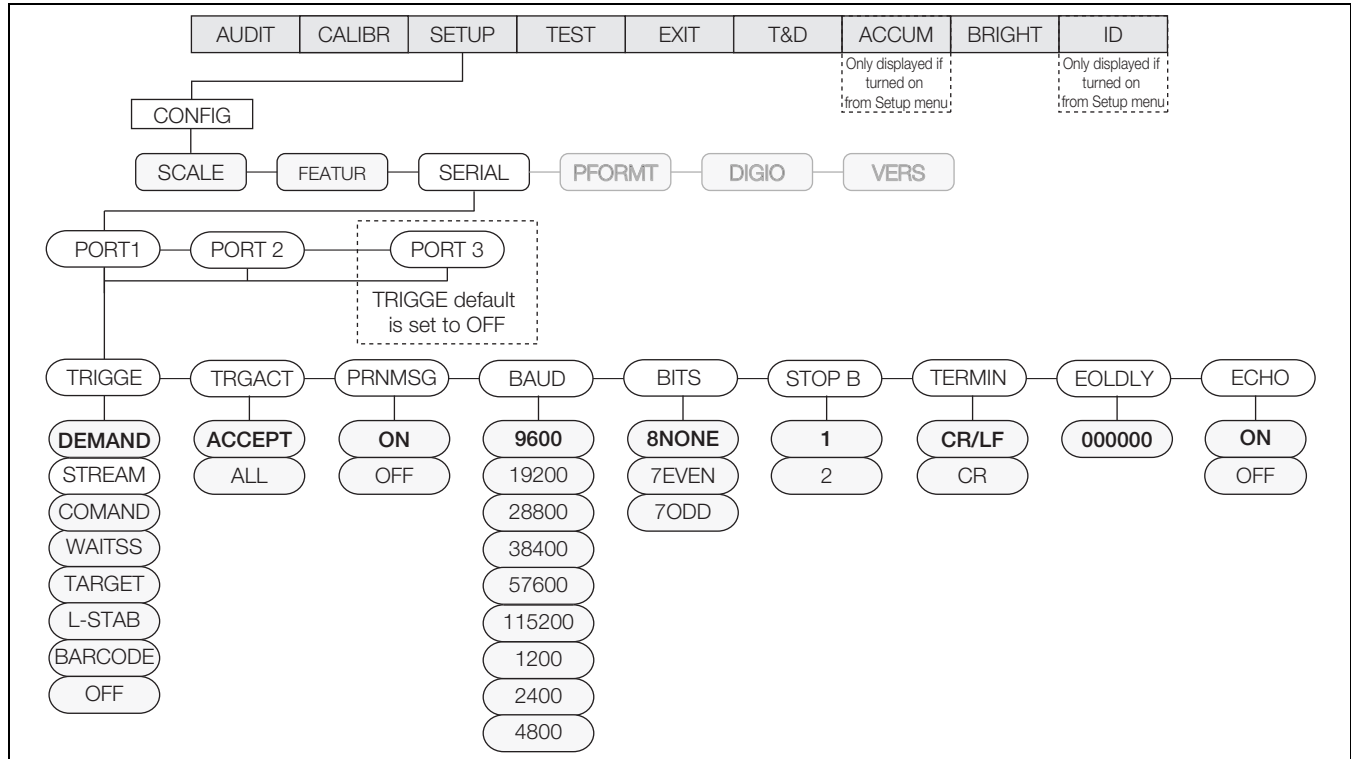 AUDIT CALIBR SETUP TEST EXIT T&D ACCUM BRIGHT ID
Only displayed if
turned on
from Setup menu
Only displayed if
turned on
from Setup menu
CONFIG
SCALE FEATUR SERIAL PFORMT DIGIO VERS
PORT1 PORT 2 PORT 3
TRIGGE default
is set to OFF
TRIGGE TRGACT PRNMSG BAUD BITS STOP B TERMIN EOLDLY ECHO
DEMAND ACCEPT ON 9600 8NONE 1 CR/LF 000000 ON
STREAM ALL OFF 19200 7EVEN 2 CR OFF
COMAND 28800 7ODD
WAITSS 38400
TARGET 57600
L-STAB 115200
BARCODE 1200
OFF 2400
4800